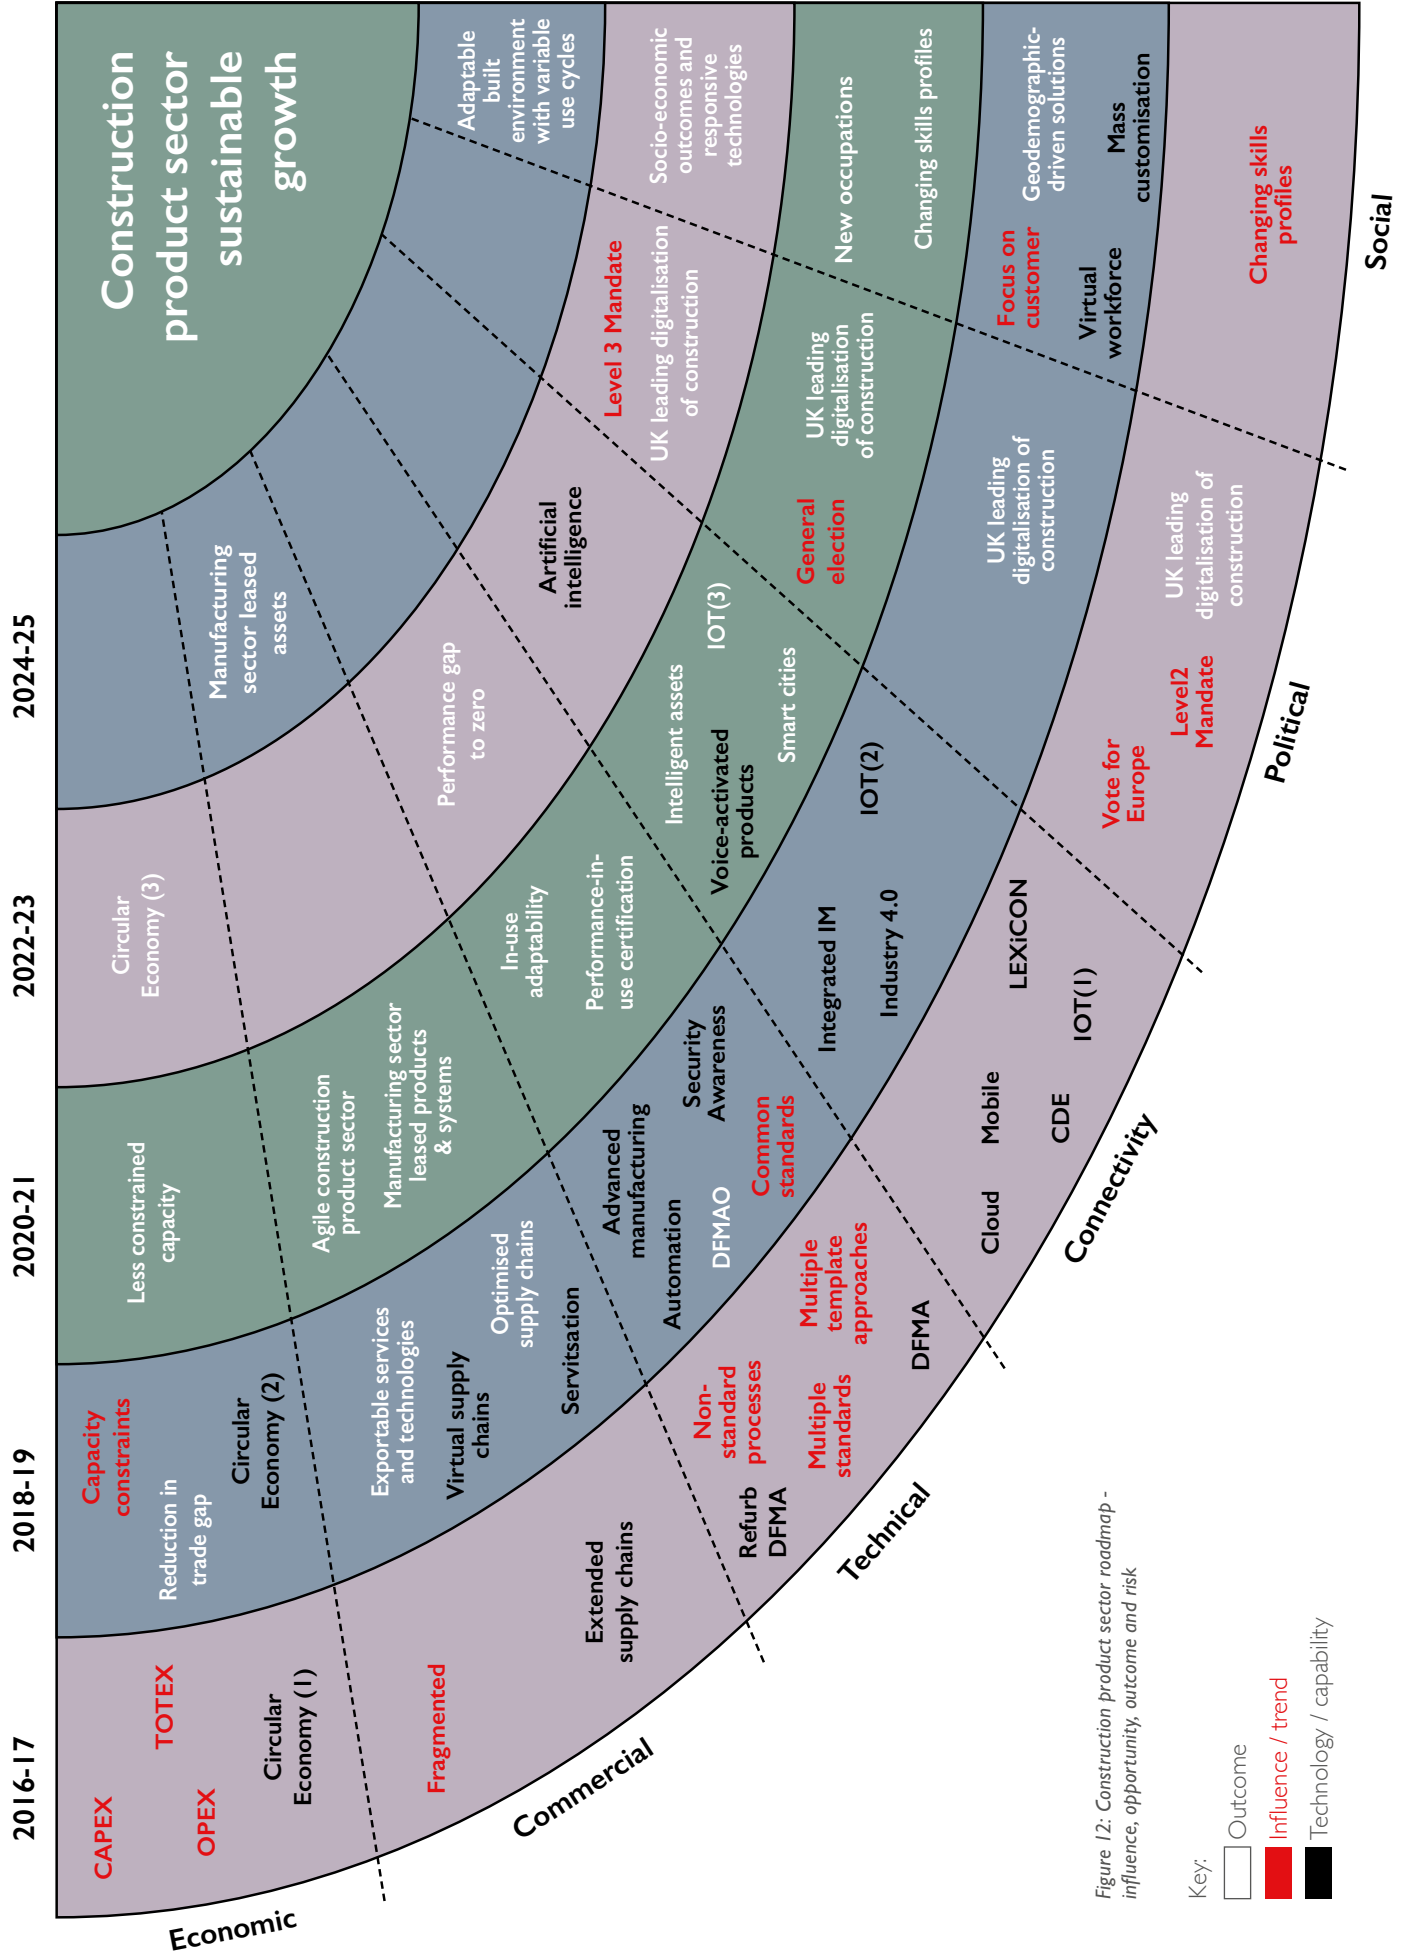 2016-17
2018-19
2020-21
2022-23
2024-25
Construction
product sector
sustainable
growth
Economic
CAPEX
TOTEX
OPEX
Circular
Economy (1)
Capacity
constraints
Reduction in
trade gap
Circular
Economy (2)
Less constrained
capacity
Circular
Economy (3)
Commercial
Fragmented
Extended
supply chains
Exportable services
and technologies
Virtual supply
chains
Optimised
supply chains
Servitsation
Agile construction
product sector
Manufacturing sector
leased products
& systems
Manufacturing
sector leased
assets
Technical
Refurb
DFMA
Non-
standard
processes
Multiple
standards
Multiple
template
approaches
DFMA
Advanced
manufacturing
Automation
Security
Awareness
DFMAO
Common
standards
In-use
adaptability
Performance-in-
use certification
Performance gap
to zero
Connectivity
Cloud
Mobile
CDE
LEXiCON
IOT(1)
Integrated IM
Industry 4.0
IOT(2)
Intelligent assets
Voice-activated
products
IOT(3)
Smart cities
Artificial
intelligence
Political
Vote for
Europe
Level2
Mandate
UK leading
digitalisation of
construction
UK leading
digitalisation of
construction
General
election
UK leading
digitalisation
of construction
Level 3 Mandate
UK leading digitalisation
of construction
Social
Changing skills
profiles
Focus on
customer
Virtual
workforce
Geodemographic-
driven solutions
Mass
customisation
New occupations
Changing skills profiles
Socio-economic
outcomes and
responsive
technologies
Adaptable
built
environment
with variable
use cycles
Figure 12: Construction product sector roadmap -
influence, opportunity, outcome and risk
Key:
Outcome
Influence / trend
Technology / capability